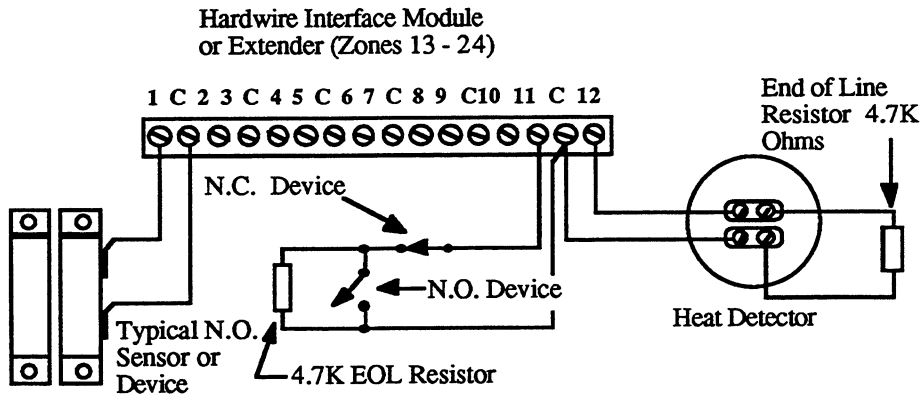 Hardwire Interface Module
or Extender (Zones 13 - 24)
1 C 2 3 C 4 5 C 6 7 C 8 9 C10 11 C 12
End of Line
Resistor 4.7K
Ohms
N.C. Device
N.O. Device
Heat Detector
Typical N.O.
Sensor or
Device
4.7K EOL Resistor